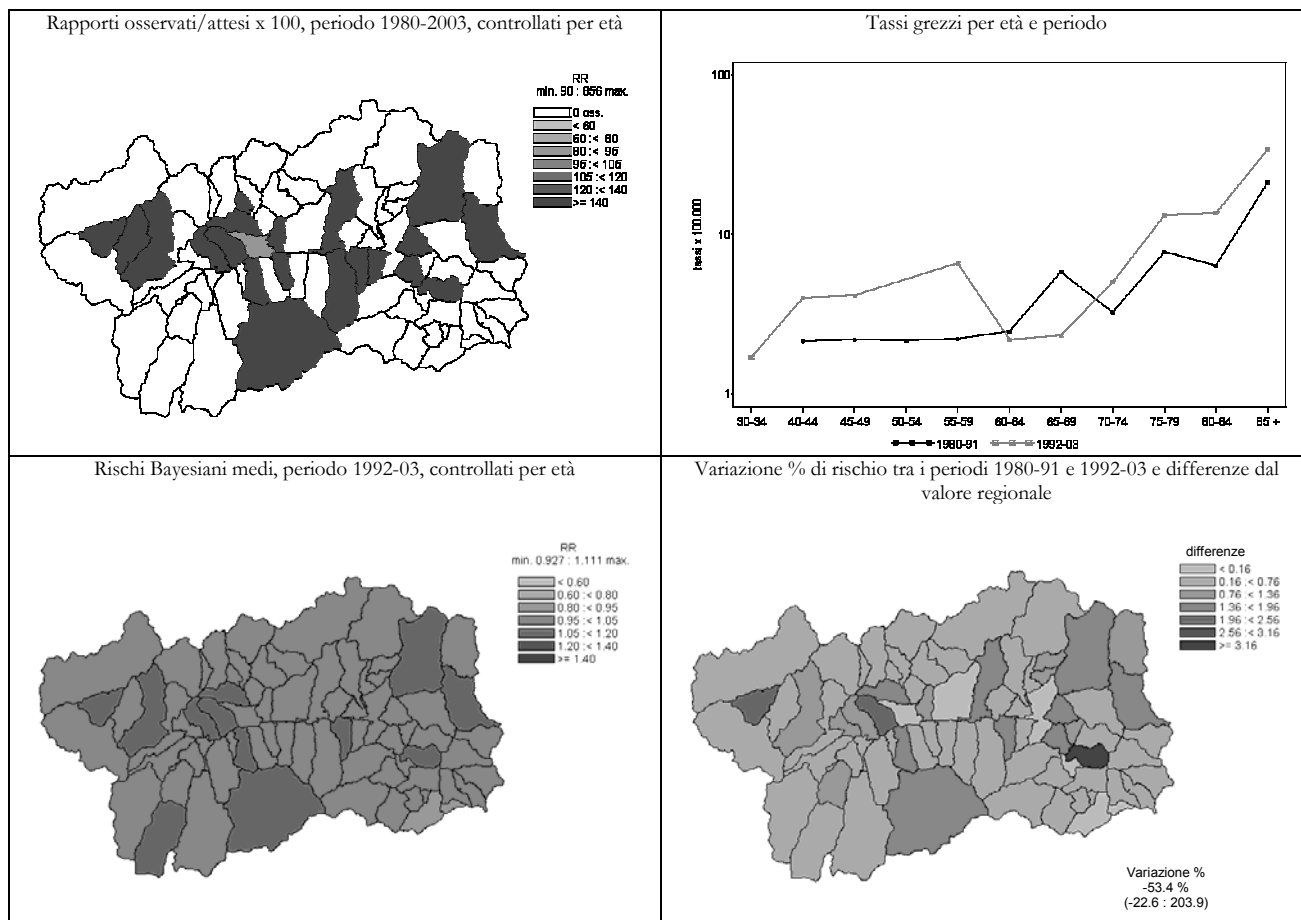 Rapporti osservati/attesi x 100, periodo 1980-2003, controllati per età
RR
min. 90 : 856 max.
0 oss.
< 60
60 :< 80
80 :< 95
95 :< 105
105 :< 120
120 :< 140
>= 140
Tassi grezzi per età e periodo
100
10
1
tassi x 100.000
30-34
40-44
45-49
50-54
55-59
60-64
65-69
70-74
75-79
80-84
85 +
1980-91
1992-03
Rischi Bayesiani medi, periodo 1992-03, controllati per età
RR
min. 0.927 : 1.111 max.
< 0.60
0.60 :< 0.80
0.80 :< 0.95
0.95 :< 1.05
1.05 :< 1.20
1.20 :< 1.40
>= 1.40
Variazione % di rischio tra i periodi 1980-91 e 1992-03 e differenze dal
valore regionale
differenze
< 0.16
0.16 :< 0.76
0.76 :< 1.36
1.36 :< 1.96
1.96 :< 2.56
2.56 :< 3.16
>= 3.16
Variazione %
-53.4 %
(-22.6 : 203.9)